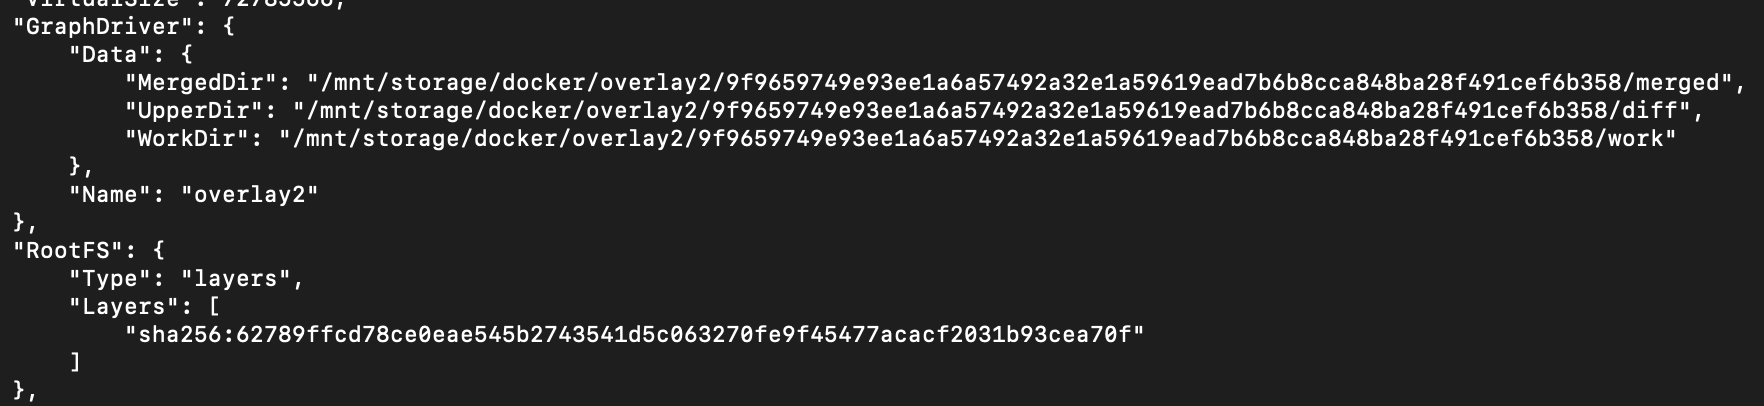 "GraphDriver": {
    "Data": {
        "MergedDir": "/mnt/storage/docker/overlay2/9f9659749e93ee1a6a57492a32e1a59619ead7b6b8cca848ba28f491cef6b358/merged",
        "UpperDir": "/mnt/storage/docker/overlay2/9f9659749e93ee1a6a57492a32e1a59619ead7b6b8cca848ba28f491cef6b358/diff",
        "WorkDir": "/mnt/storage/docker/overlay2/9f9659749e93ee1a6a57492a32e1a59619ead7b6b8cca848ba28f491cef6b358/work"
    },
    "Name": "overlay2"
},
"RootFS": {
    "Type": "layers",
    "Layers": [
        "sha256:62789ffcd78ce0eae545b2743541d5c063270fe9f45477acacf2031b93cea70f"
    ]
},